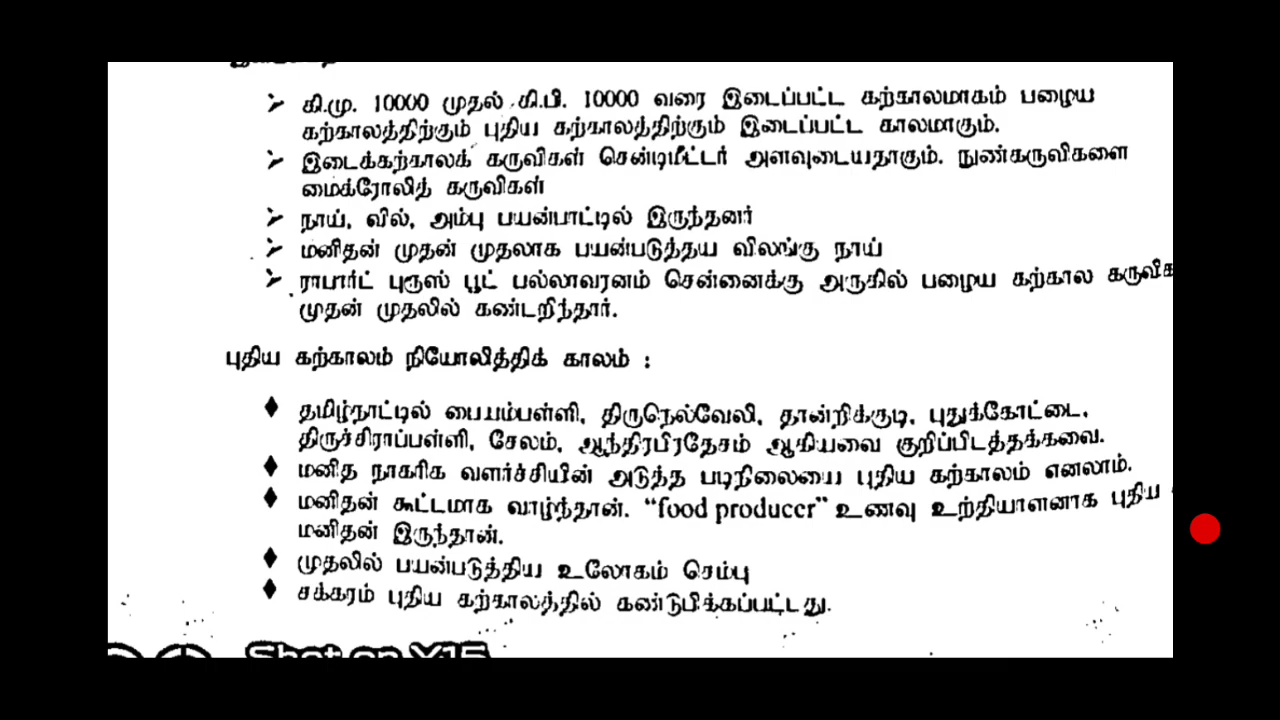 ➢ கி.மு. 10000 முதல் கி.பி. 10000 வரை இடைப்பட்ட கற்காலமாகம் பழைய
கற்காலத்திற்கும் புதிய கற்காலத்திற்கும் இடைப்பட்ட காலமாகும்.
➢ இடைக்கற்காலக் கருவிகள் சென்டிமீட்டர் அளவுடையதாகும். நுண்கருவிகளை
மைக்ரோலித் கருவிகள்
➢ நாய், வில், அம்பு பயன்பாட்டில் இருந்தனர்
➢ மனிதன் முதன் முதலாக பயன்படுத்தய விலங்கு நாய்
➢ ராபார்ட் புரூஸ் பூட் பல்லாவரனம் சென்னைக்கு அருகில் பழைய கற்கால
முதன் முதலில் கண்டறிந்தார்.
புதிய கற்காலம் நியோலித்திக் காலம் :
♦ தமிழ்நாட்டில் பையம்பள்ளி, திருநெல்வேலி, தான்றிக்குடி, புதுக்கோட்டை,
திருச்சிராப்பள்ளி, சேலம், ஆந்திரபிரதேசம் ஆகியவை குறிப்பிடத்தக்கவை.
♦ மனித நாகரிக வளர்ச்சியின் அடுத்த படிநிலையை புதிய கற்காலம் எனலாம்.
♦ மனிதன் கூட்டமாக வாழ்ந்தான். “food producer” உணவு உற்தியாளனாக புதிய
மனிதன் இருந்தான்.
♦ முதலில் பயன்படுத்திய உலோகம் செம்பு
♦ சக்கரம் புதிய கற்காலத்தில் கண்டுபிக்கப்பட்டது.
Shot on Y15